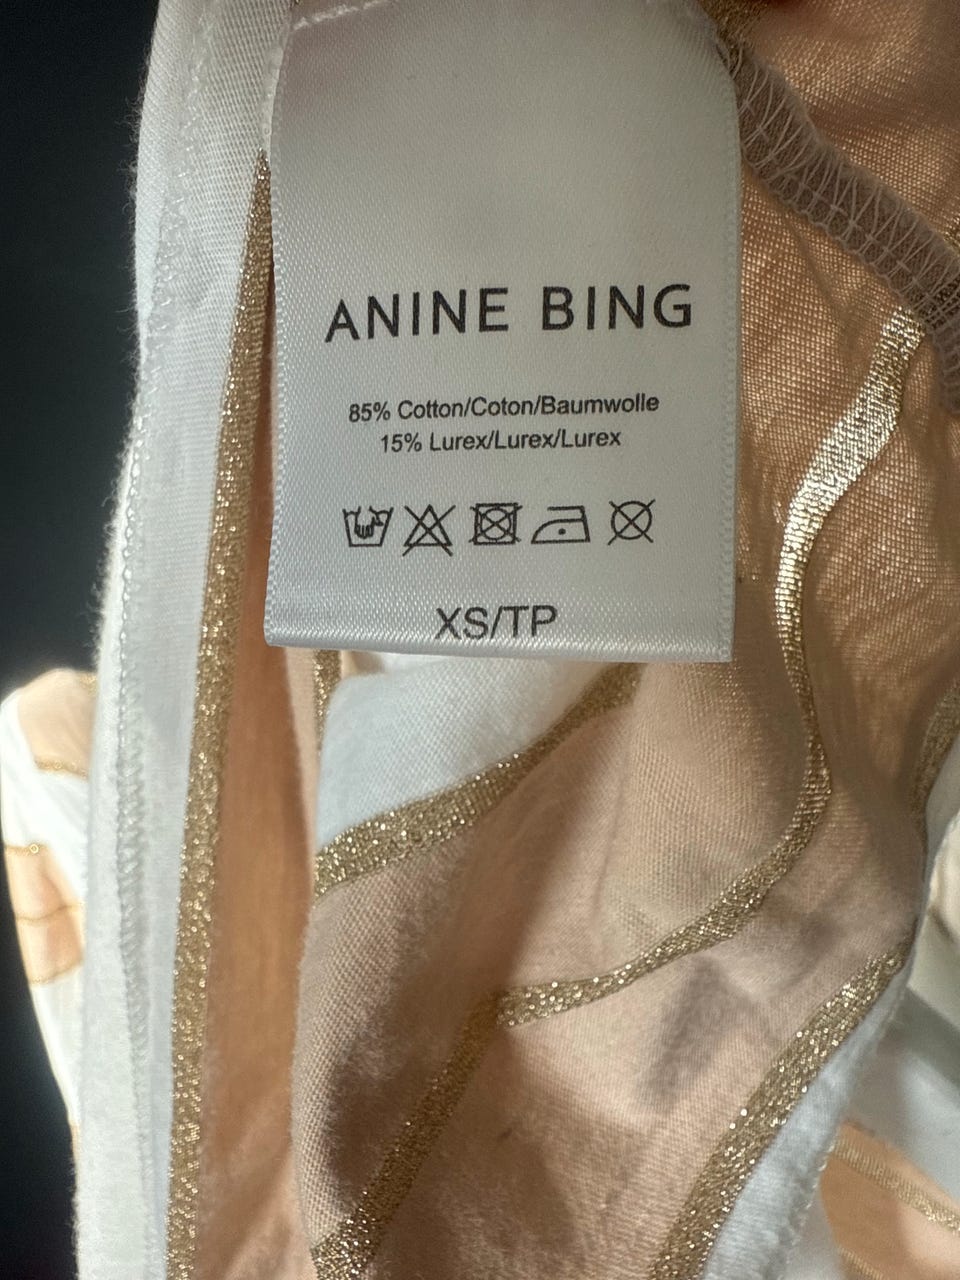 ANINE BING
85% Cotton/Coton/Baumwolle
15% Lurex/Lurex/Lurex
XS/TP